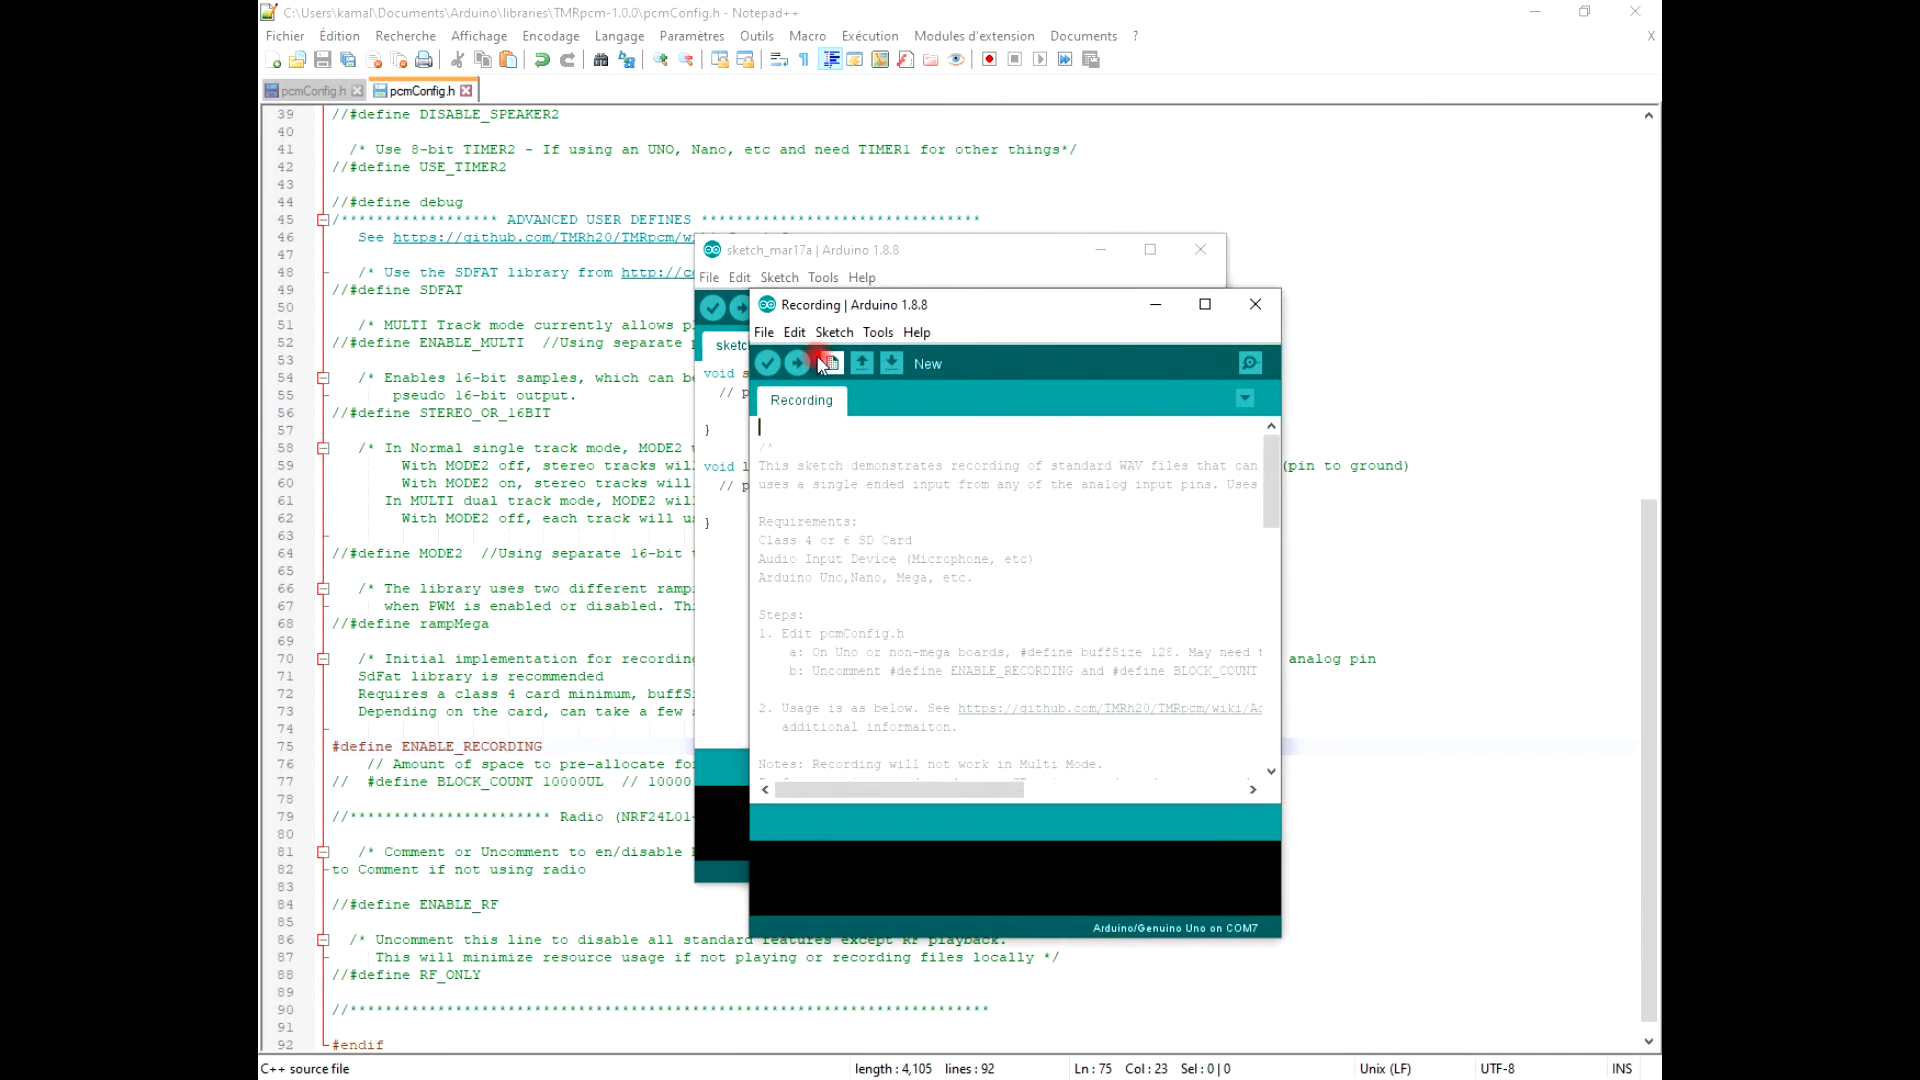 C:\Users\kamal\Documents\Arduino\libraries\TMRpcm-1.0.0\pcmConfig.h - Notepad++
Fichier Édition Recherche Affichage Encodage Langage Paramètres Outils Macro Exécution Modules d'extension Documents ? X
pcmConfig.h pcmConfig.h
39 //#define DISABLE_SPEAKER2
40
41 /* Use 8-bit TIMER2 - If using an UNO, Nano, etc and need TIMER1 for other things*/
42 //#define USE_TIMER2
43
44 //#define debug
45 /****************** ADVANCED USER DEFINES ********************************
46 See https://github.com/TMRh20/TMRpcm/wi
47
48 /* Use the SDFAT library from http://co
49 //#define SDFAT
50
51 /* MULTI Track mode currently allows p
52 //#define ENABLE_MULTI //Using separate
53
54 /* Enables 16-bit samples, which can be
55 pseudo 16-bit output.
56 //#define STEREO_OR_16BIT
57
58 /* In Normal single track mode, MODE2
59 With MODE2 off, stereo tracks wil (pin to ground)
60 With MODE2 on, stereo tracks will
61 In MULTI dual track mode, MODE2 wil
62 With MODE2 off, each track will u
63
64 //#define MODE2 //Using separate 16-bit
65
66 /* The library uses two different ramp
67 when PWM is enabled or disabled. Th
68 //#define rampMega
69
70 /* Initial implementation for recording analog pin
71 SdFat library is recommended
72 Requires a class 4 card minimum, buffS
73 Depending on the card, can take a few
74
75 #define ENABLE_RECORDING
76 // Amount of space to pre-allocate fo
77 // #define BLOCK_COUNT 10000UL // 10000
78
79 //*********************** Radio (NRF24L01
80
81 /* Comment or Uncomment to en/disable
82 to Comment if not using radio
83
84 //#define ENABLE_RF
85
86 /* Uncomment this line to disable all standard features except RF playback.
87 This will minimize resource usage if not playing or recording files locally */
88 //#define RF_ONLY
89
90 //*************************************************************************
91
92 #endif
sketch_mar17a | Arduino 1.8.8
File Edit Sketch Tools Help
sketc
void s
// p
}
void l
// p
}
Recording | Arduino 1.8.8
File Edit Sketch Tools Help
New
Recording
/*
This sketch demonstrates recording of standard WAV files that can
uses a single ended input from any of the analog input pins. Uses
Requirements:
Class 4 or 6 SD Card
Audio Input Device (Microphone, etc)
Arduino Uno,Nano, Mega, etc.
Steps:
1. Edit pcmConfig.h
a: On Uno or non-mega boards, #define buffSize 128. May need t
b: Uncomment #define ENABLE_RECORDING and #define BLOCK_COUNT
2. Usage is as below. See https://github.com/TMRh20/TMRpcm/wiki/Ad
additional informaiton.
Notes: Recording will not work in Multi Mode.
Arduino/Genuino Uno on COM7
C++ source file length : 4,105 lines : 92 Ln : 75 Col : 23 Sel : 0 | 0 Unix (LF) UTF-8 INS